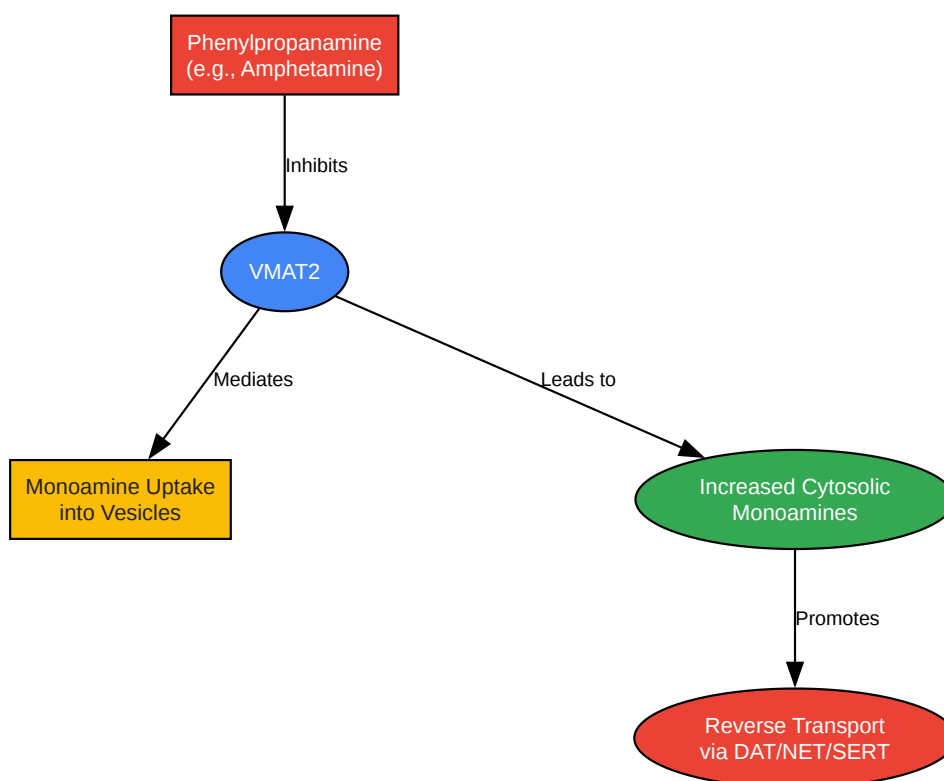 Phenylpropanamine
(e.g., Amphetamine)
Inhibits
VMAT2
Mediates
Leads to
Monoamine Uptake
into Vesicles
Increased Cytosolic
Monoamines
Promotes
Reverse Transport
via DAT/NET/SERT